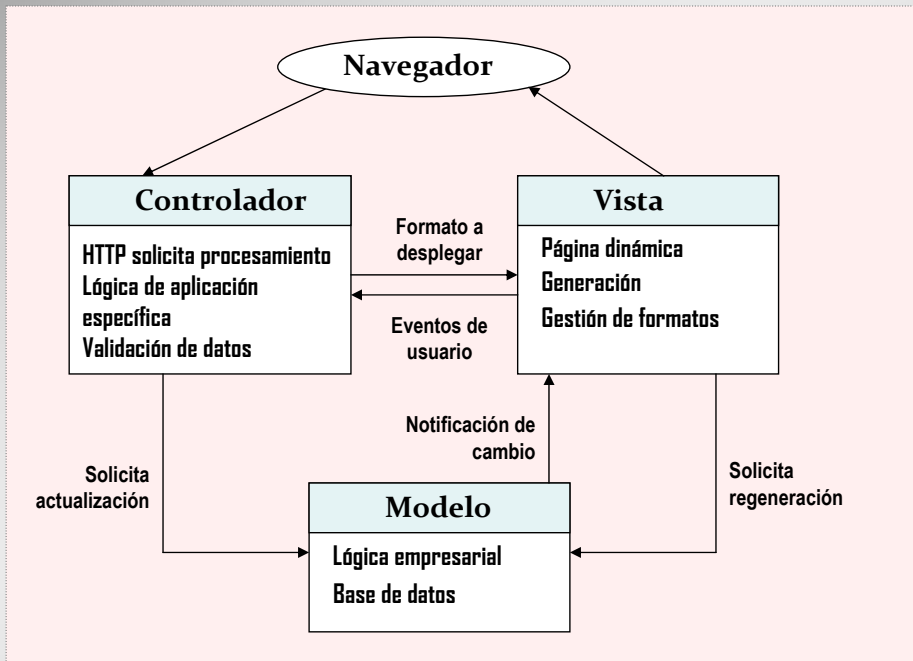 Navegador
Controlador
HTTP solicita procesamiento
Lógica de aplicación
específica
Validación de datos
Formato a
desplegar
Eventos de
usuario
Vista
Página dinámica
Generación
Gestión de formatos
Notificación de
cambio
Solicita
actualización
Solicita
regeneración
Modelo
Lógica empresarial
Base de datos